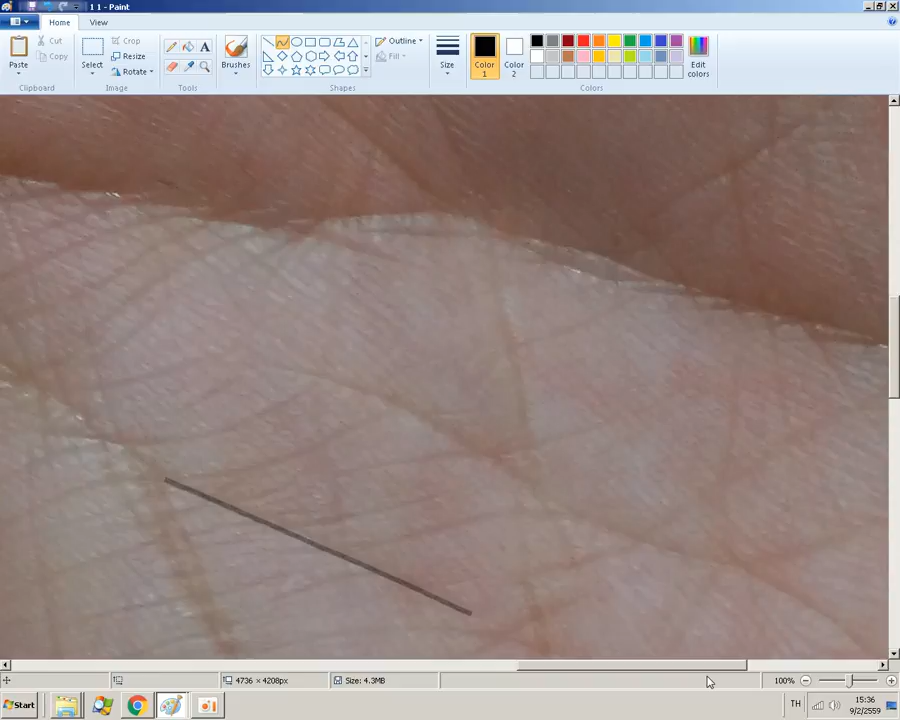 1 1 - Paint
Home View
Paste
Cut
Copy
Select
Crop
Resize
Rotate
A
Brushes
Outline
Fill
Size
Color 1
Color 2
Edit colors
Clipboard Image Tools Shapes Colors
4736 × 4208px
Size: 4.3MB
100%
Start
TH
15:36
9/2/2559